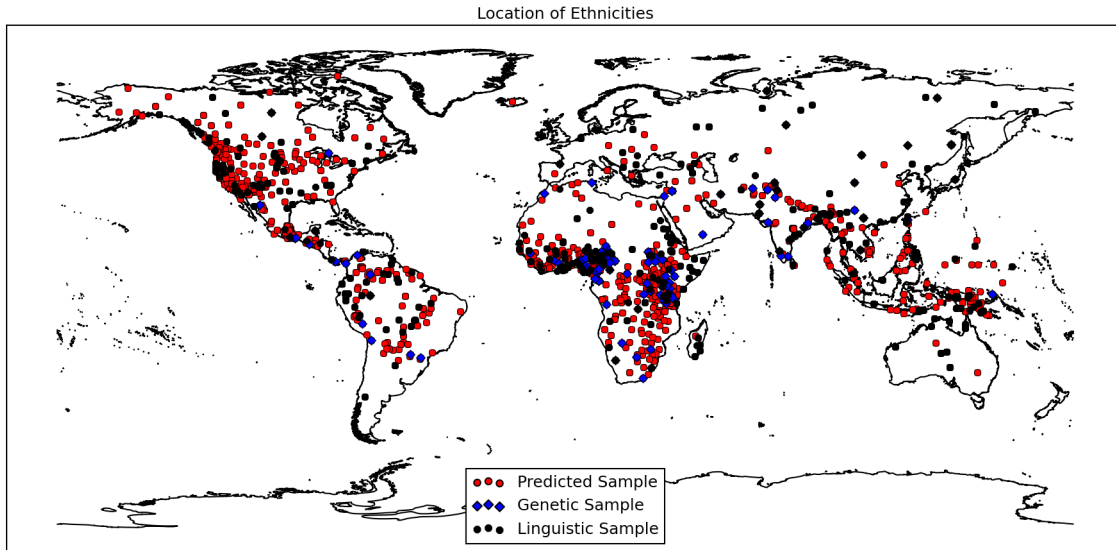 Location of Ethnicities
Predicted Sample
Genetic Sample
Linguistic Sample